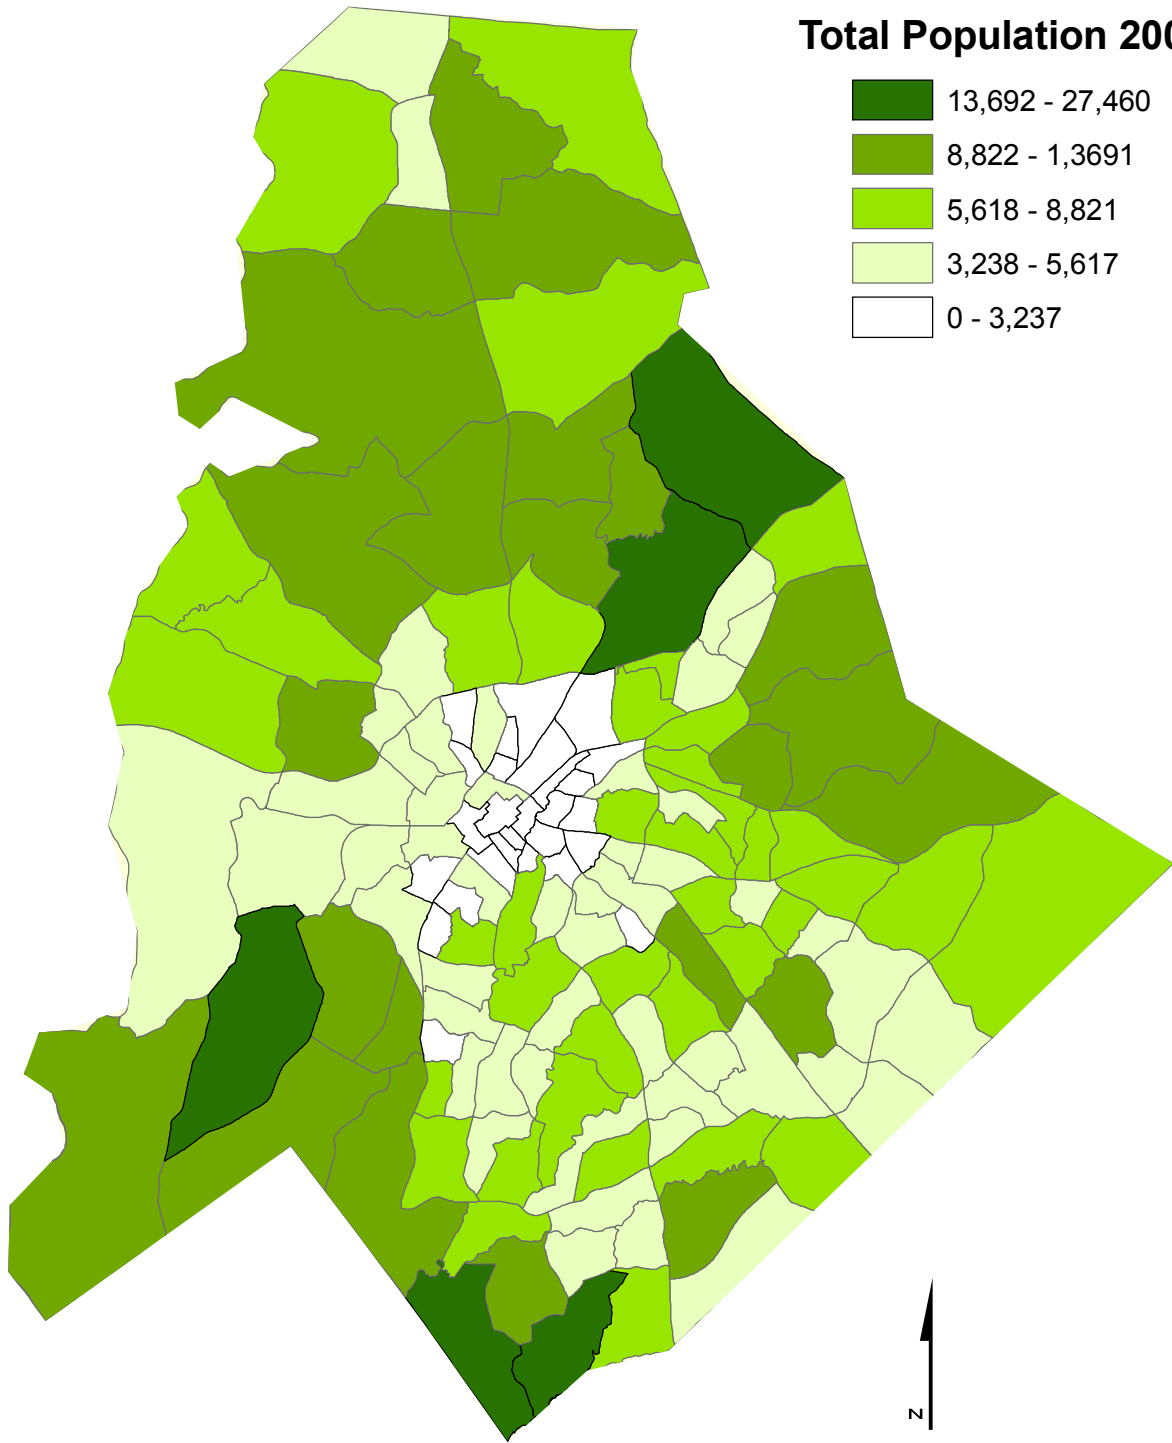 Total Population 200
13,692 - 27,460
8,822 - 1,3691
5,618 - 8,821
3,238 - 5,617
0 - 3,237
N